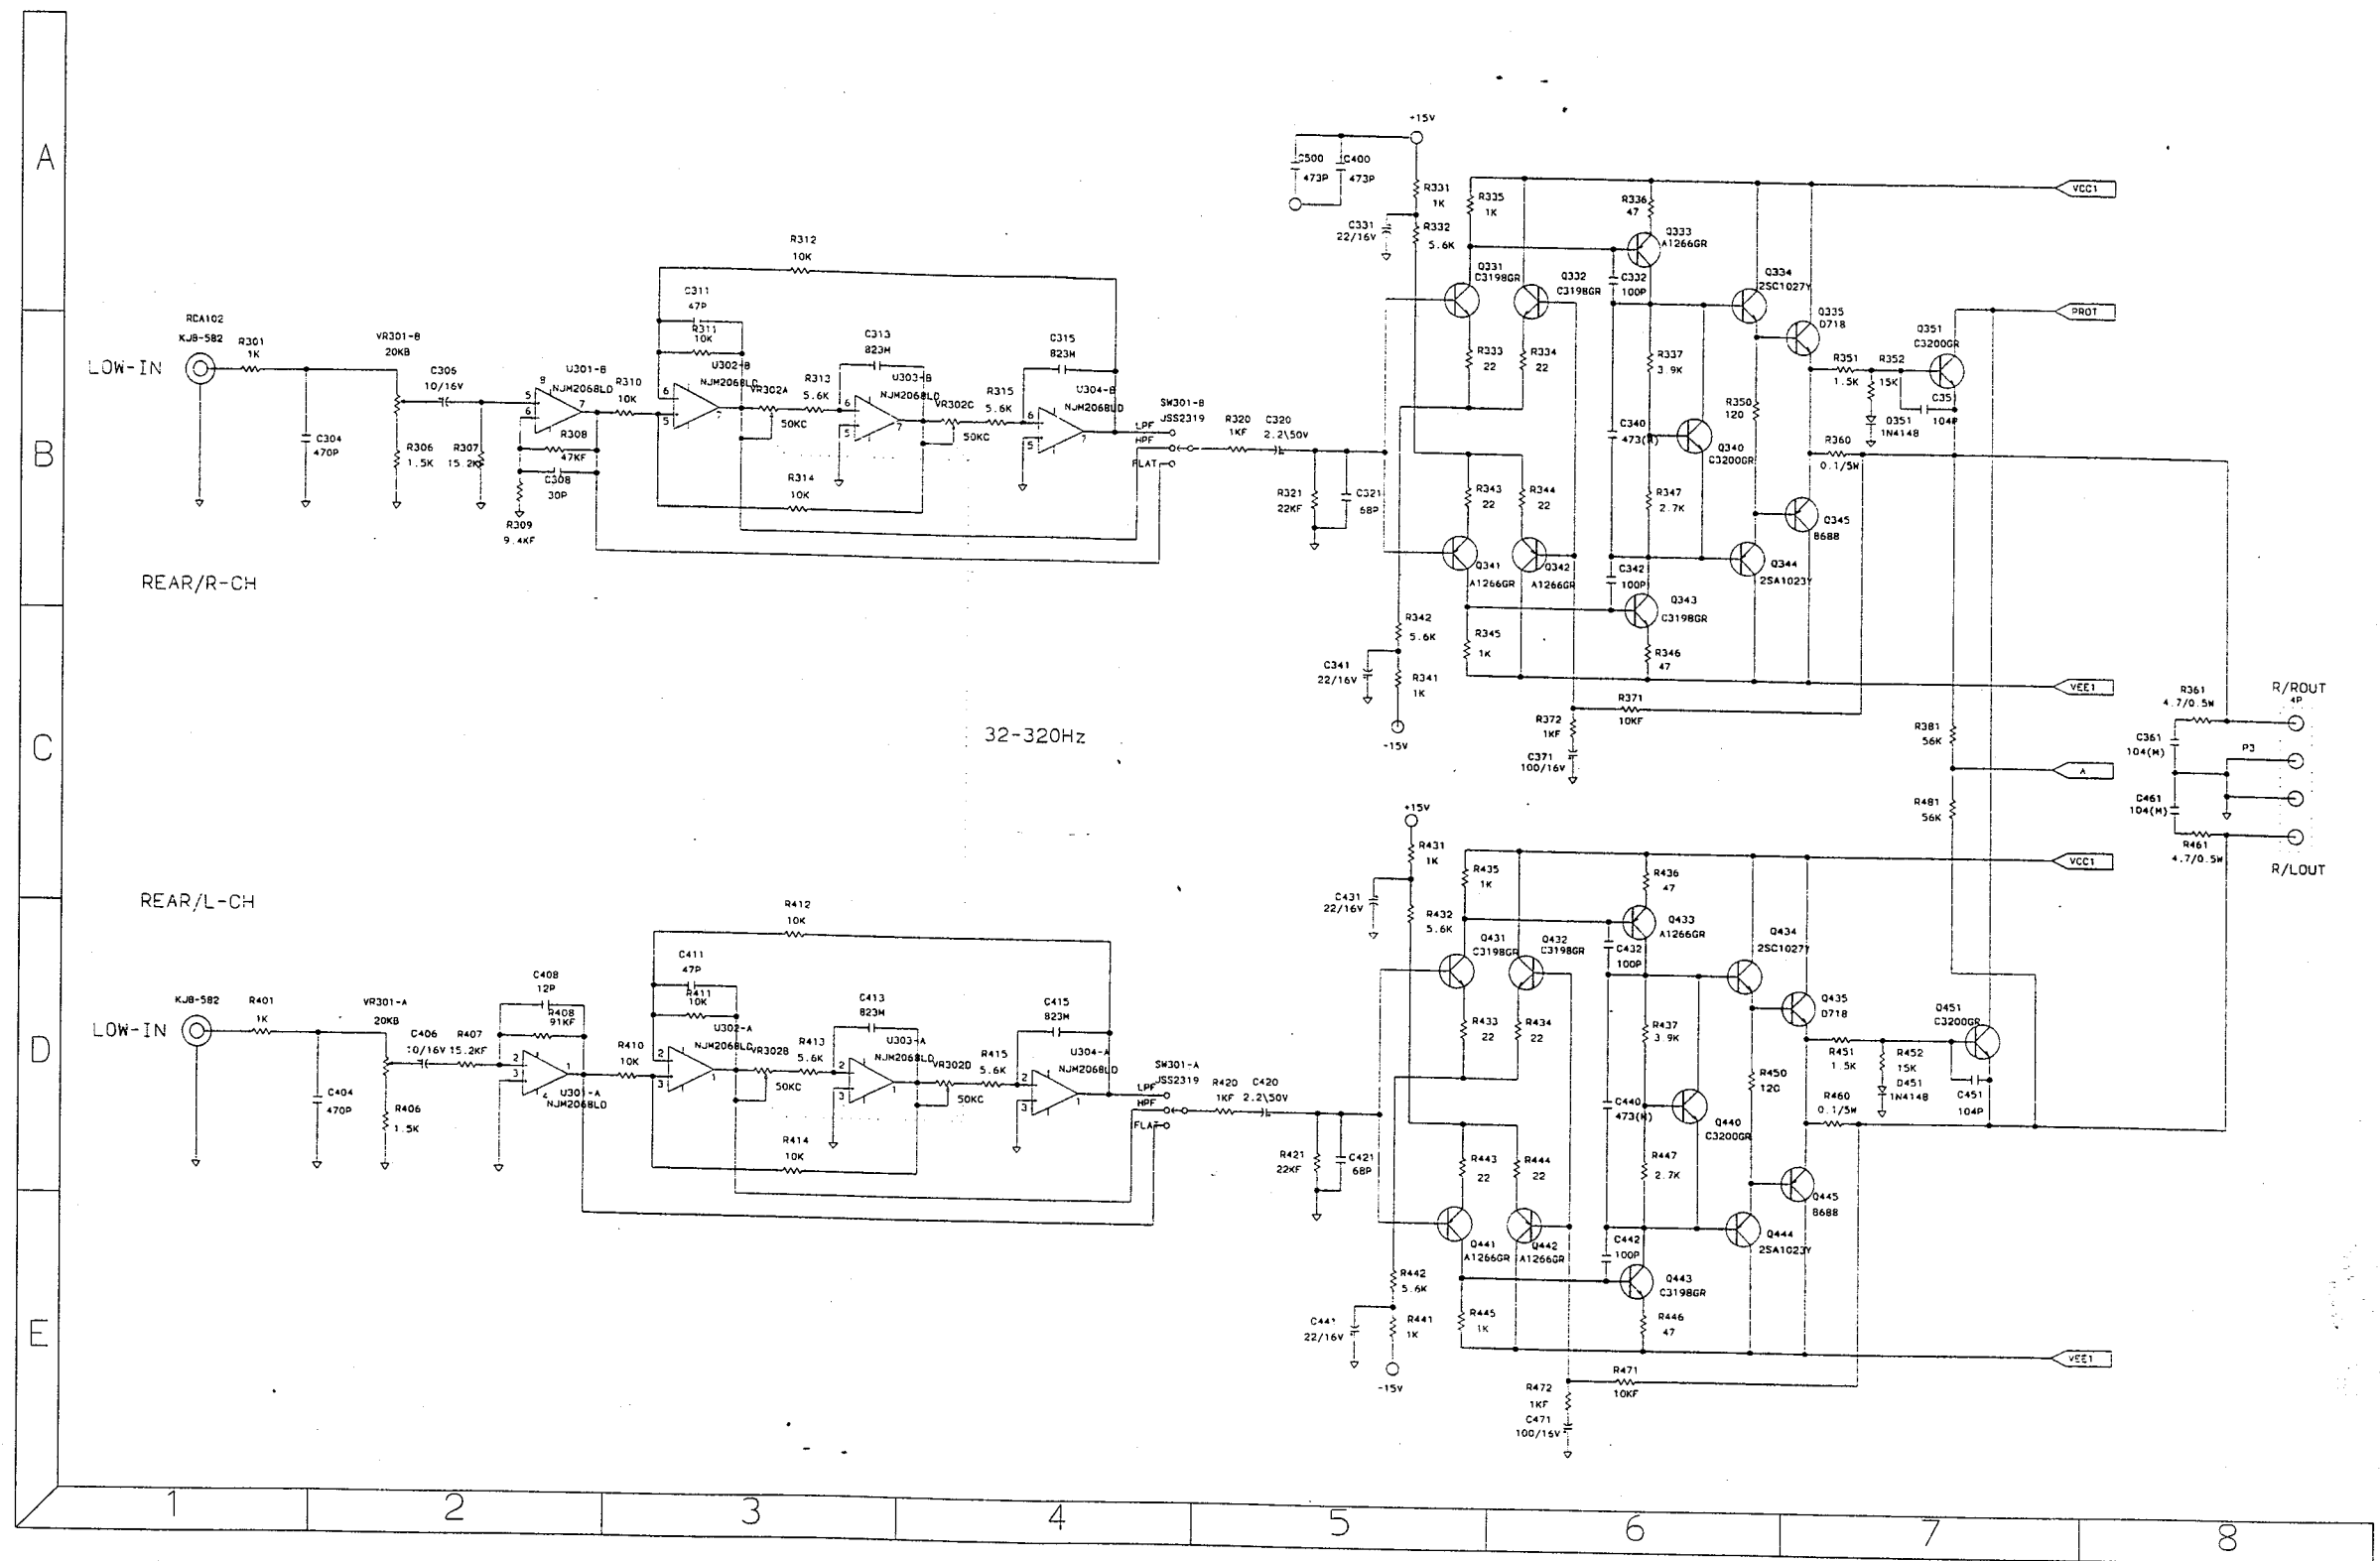 A
B
C
D
E
1
2
3
4
5
6
7
8
+15V
C500
473P
C400
473P
R331
1K
C331
22/16V
R332
5.6K
R335
1K
R336
47
VCC1
Q333
A1266GR
Q331
C3198GR
Q332
C3198GR
C332
100P
Q334
2SC1027Y
Q335
D718
PROT
Q351
C3200GR
R312
10K
C311
47P
R311
10K
RCA102
KJB-582
LOW-IN
R301
1K
VR301-B
20KB
C306
10/16V
U301-B
NJM2068LD
R310
10K
U302-B
NJM2068LD
VR302A
50KC
R313
5.6K
C313
823M
U303-B
NJM2068LD
VR302C
50KC
R315
5.6K
C315
823M
U304-B
NJM2068LD
SW301-B
JSS2319
LPF
HPF
FLAT
R320
1KF
C320
2.2\50V
C304
470P
R306
1.5K
R307
R308
47KF
C308
30P
R309
9.4KF
R314
10K
R321
22KF
C321
68P
R333
22
R334
22
R337
3.9K
R350
120
R351
1.5K
R352
15K
104P
D351
1N4148
C340
473(M)
Q340
C3200GR
R360
0.1/5W
R343
22
R344
22
R347
2.7K
Q345
B688
Q341
A1266GR
Q342
A1266GR
C342
100P
Q344
2SA1023Y
Q343
C3198GR
R342
5.6K
R345
1K
R346
47
C341
22/16V
R341
1K
-15V
VEE1
R371
10KF
R372
1KF
C371
100/16V
REAR/R-CH
32-320Hz
R381
56K
A
R481
56K
R361
4.7/0.5W
C361
104(M)
R/ROUT
4P
P3
C461
104(M)
R461
4.7/0.5W
R/LOUT
+15V
R431
1K
C431
22/16V
R432
5.6K
R435
1K
R436
47
VCC1
Q433
A1266GR
Q431
C3198GR
Q432
C3198GR
C432
100P
Q434
2SC1027Y
Q435
D718
Q451
C3200GR
REAR/L-CH
R412
10K
C411
47P
R411
10K
KJB-582
LOW-IN
R401
1K
VR301-A
20KB
C406
10/16V
R407
15.2KF
C408
12P
R408
91KF
U301-A
NJM2068LD
R410
10K
U302-A
NJM2068LD
VR302B
50KC
R413
5.6K
C413
823M
U303-A
NJM2068LD
VR302D
50KC
R415
5.6K
C415
823M
U304-A
NJM2068LD
SW301-A
JSS2319
LPF
HPF
FLAT
R420
1KF
C420
2.2\50V
C404
470P
R406
1.5K
R414
10K
R421
22KF
C421
68P
R433
22
R434
22
R437
3.9K
R450
120
R451
1.5K
R452
15K
D451
1N4148
C451
104P
R460
0.1/5W
C440
473(M)
Q440
C3200GR
R443
22
R444
22
R447
2.7K
Q445
B688
Q441
A1266GR
Q442
A1266GR
C442
100P
Q444
2SA1023Y
Q443
C3198GR
R442
5.6K
R445
1K
R446
47
C441
22/16V
R441
1K
-15V
VEE1
R471
10KF
R472
1KF
C471
100/16V